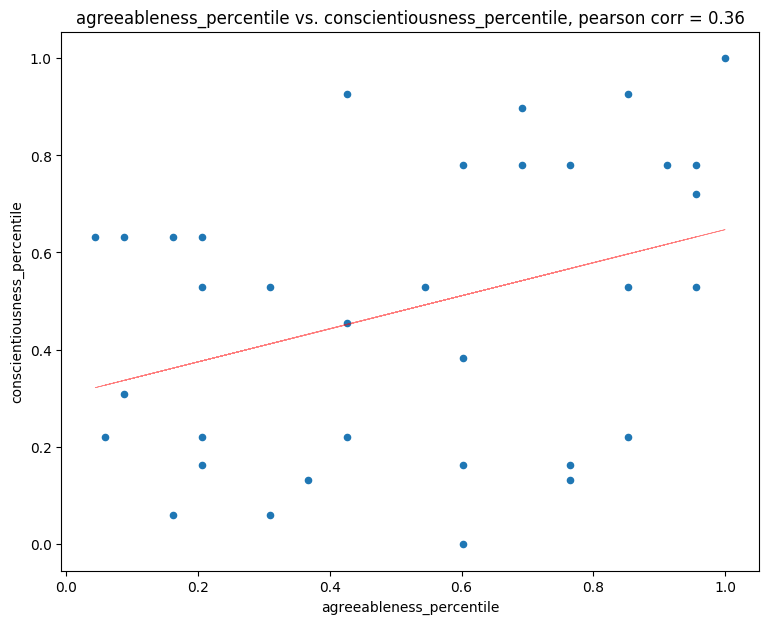 agreeableness_percentile vs. conscientiousness_percentile, pearson corr = 0.36
conscientiousness_percentile
1.0
0.8
0.6
0.4
0.2
0.0
0.0 0.2 0.4 0.6 0.8 1.0
agreeableness_percentile